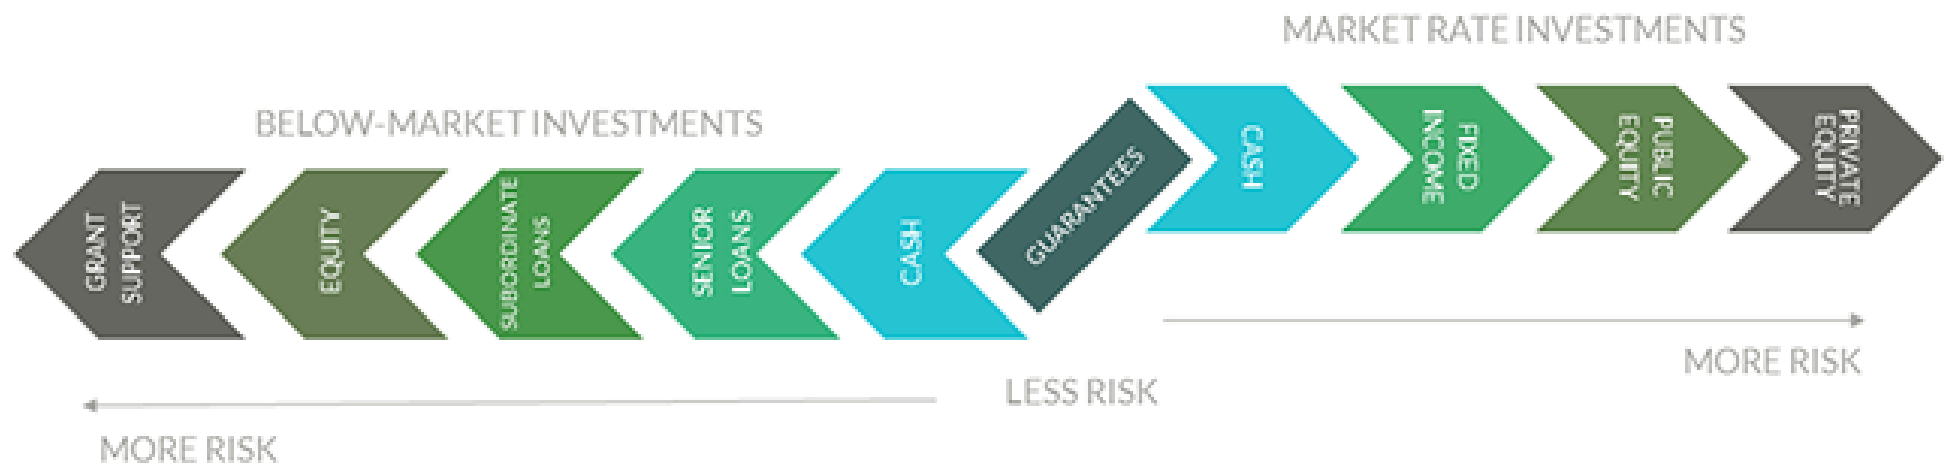 MARKET RATE INVESTMENTS
BELOW-MARKET INVESTMENTS
GRANT
SUPPORT
EQUITY
SUBORDINATE
LOANS
SENIOR
LOANS
CASH
GUARANTEES
CASH
FIXED
INCOME
PUBLIC
EQUITY
PRIVATE
EQUITY
MORE RISK
LESS RISK
MORE RISK